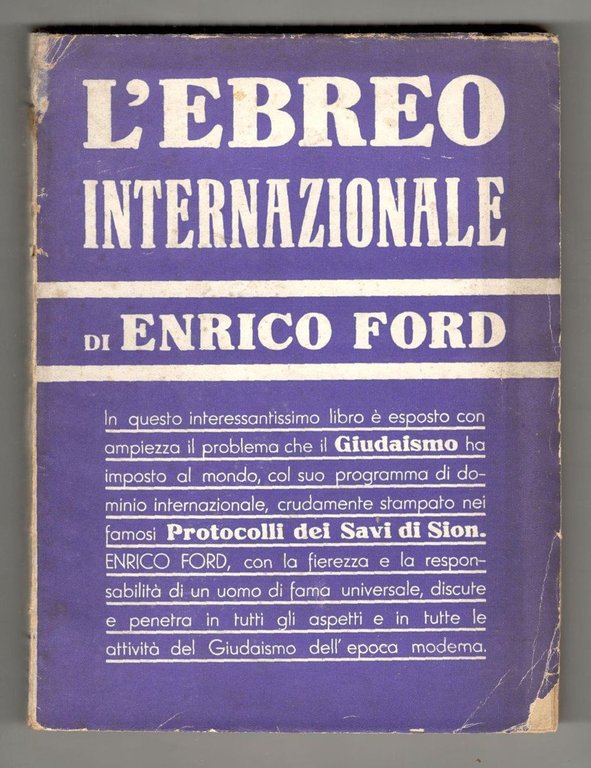 L'EBREO
INTERNAZIONALE
DI ENRICO FORD
In questo interessantissimo libro è esposto con
ampiezza il problema che il Giudaismo ha
imposto al mondo, col suo programma di do-
minio internazionale, crudamente stampato nei
famosi Protocolli dei Savi di Sion.
ENRICO FORD, con la fierezza e la respon-
sabilità di un uomo di fama universale, discute
e penetra in tutti gli aspetti e in tutte le
attività del Giudaismo dell'epoca moderna.